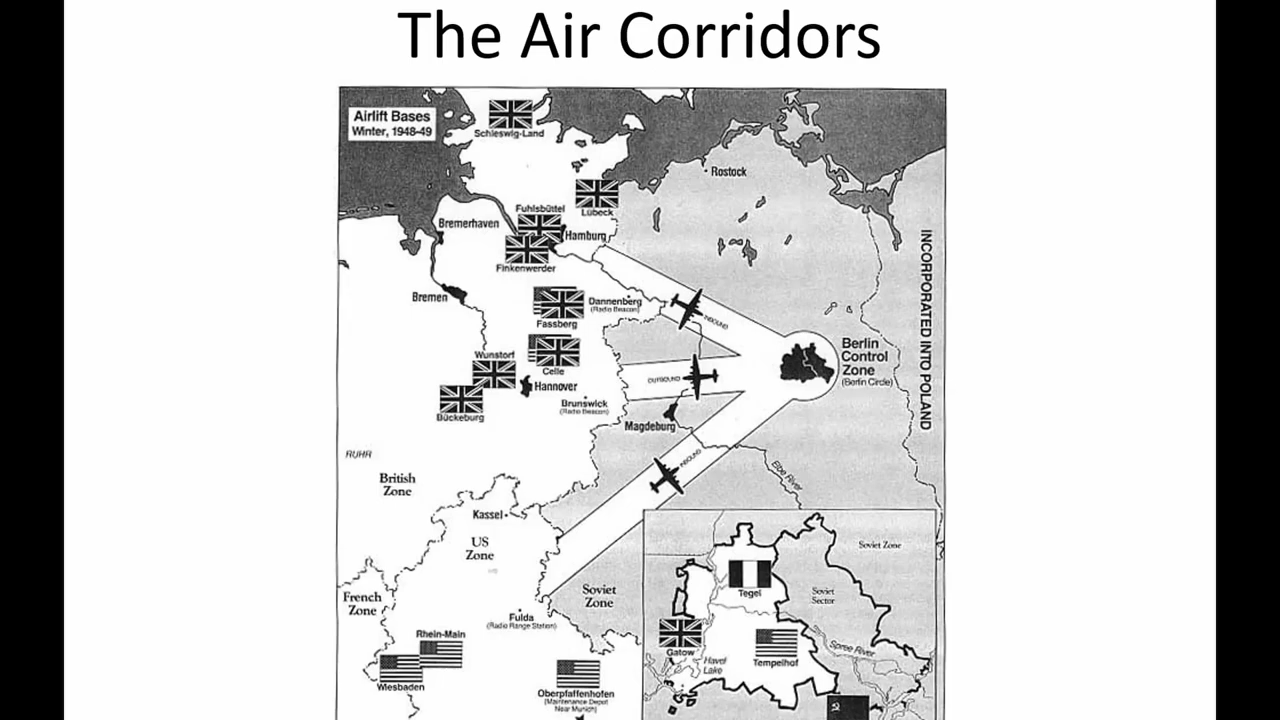 The Air Corridors
Airlift Bases
Winter, 1948-49
Schleswig-Land
Rostock
Lübeck
Fuhlsbüttel
Bremerhaven
Hamburg
Finkenwerder
INCORPORATED INTO POLAND
Bremen
Dannenberg
(Radio Beacon)
INBOUND
Fassberg
Berlin
Control
Zone
(Berlin Circle)
Wunstorf
Celle
OUTBOUND
Hannover
Brunswick
(Radio Beacon)
Bückeburg
Magdeburg
RUHR
INBOUND
British
Zone
Elbe River
Kassel
US
Zone
Soviet Zone
French
Zone
Soviet
Zone
Tegel
Soviet
Sector
Fulda
(Radio Range Station)
Rhein-Main
Gatow
Havel
Lake
Tempelhof
Spree River
Wiesbaden
Oberpfaffenhofen
(Maintenance Depot
Near Munich)